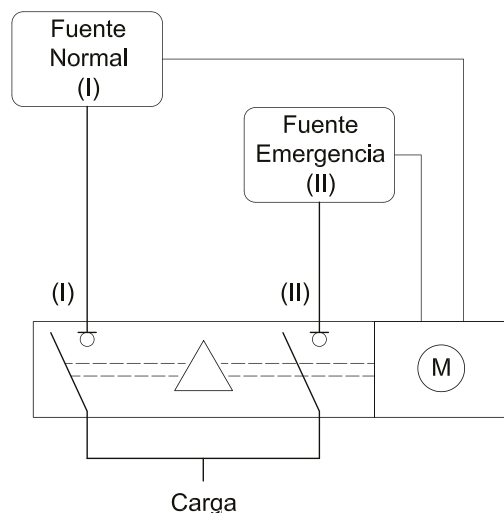 Fuente
Normal
(I)
Fuente
Emergencia
(II)
(I)
(II)
M
Carga